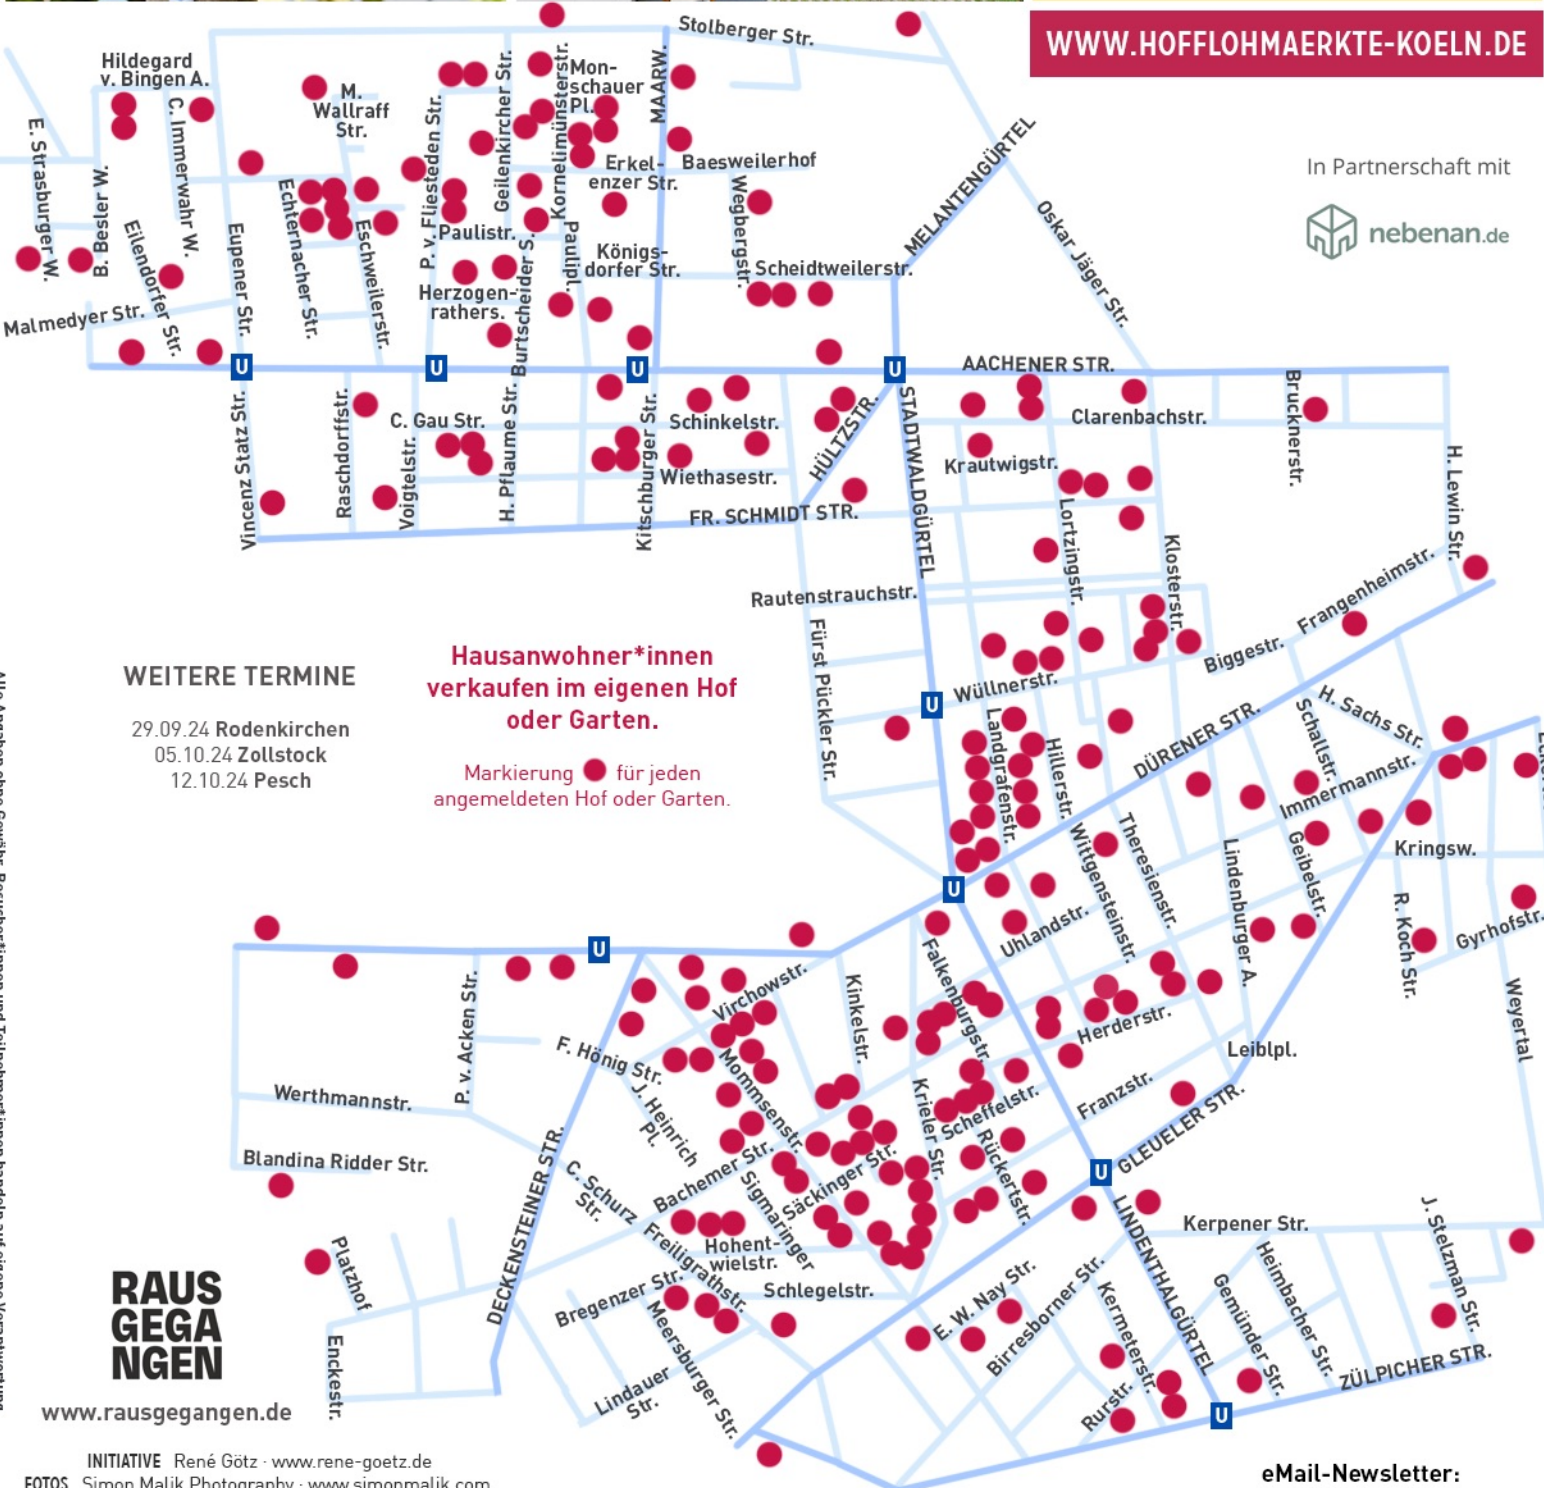 WWW.HOFFLOHMAERKTE-KOELN.DE
In Partnerschaft mit
nebenan.de
Stolberger Str.
Hildegard
v. Bingen A.
M.
Wallraff
Str.
Mon-
schauer
Pl.
MAARW.
E. Strasburger W.
B. Besler W.
C. Immerwahr W.
Eilendorfer Str.
Eupener Str.
Echternacher Str.
Eschweilerstr.
P. v. Fliesteden Str.
Geilenkircher Str.
Kornelimünsterstr.
Erkel-
enzer Str.
Baesweilerhof
Wegbergstr.
MELANTENGÜRTEL
Oskar Jäger Str.
Paulistr.
Paulipl.
Königs-
dorfer Str.
Scheidtweilerstr.
Herzogen-
rathers.
Burtscheider S.
Malmedyer Str.
U
U
U
U
AACHENER STR.
Vincenz Statz Str.
Raschdorffstr.
C. Gau Str.
Voigtelstr.
H. Pflaume Str.
Kitschburger Str.
Schinkelstr.
Wiethasestr.
HÜLTZSTR.
FR. SCHMIDT STR.
STADTWALDGÜRTEL
Clarenbachstr.
Krautwigstr.
Brucknerstr.
H. Lewin Str.
Lortzingstr.
Klosterstr.
Rautenstrauchstr.
Fürst Pückler Str.
Frangenheimstr.
Biggestr.
Wüllnerstr.
U
WEITERE TERMINE
29.09.24 Rodenkirchen
05.10.24 Zollstock
12.10.24 Pesch
Hausanwohner*innen
verkaufen im eigenen Hof
oder Garten.
Markierung für jeden
angemeldeten Hof oder Garten.
Landgrafenstr.
Hillerstr.
DÜRENER STR.
H. Sachs Str.
Schallstr.
Immermannstr.
Wittgensteinstr.
Theresienstr.
Lindenburger A.
Geibelstr.
Kringsw.
R. Koch Str.
Gyrhofstr.
Weyertal
U
U
Uhlandstr.
Falkenburgstr.
Virchowstr.
Kinkelstr.
P. v. Acken Str.
F. Hönig Str.
J. Heinrich
Pl.
Mommsenstr.
Herderstr.
Leiblpl.
Franzstr.
Scheffelstr.
Krieler Str.
Rückertstr.
GLEUELER STR.
Werthmannstr.
Blandina Ridder Str.
DECKENSTEINER STR.
C. Schurz
Str.
Bachemer Str.
Säckinger Str.
Sigmaringer
Hohent-
wielstr.
Freiligrathstr.
Bregenzer Str.
Schlegelstr.
Meersburger Str.
Lindauer
Str.
Platzhof
Enckestr.
U
LINDENTHALGÜRTEL
Kerpener Str.
J. Stelzman Str.
E. W. Nay Str.
Birresborner Str.
Kermeterstr.
Gemünder Str.
Heimbacher Str.
Rurstr.
ZÜLPICHER STR.
U
RAUS
GEGA
NGEN
www.rausgegangen.de
INITIATIVE René Götz · www.rene-goetz.de
FOTOS Simon Malik Photography · www.simonmalik.com
eMail-Newsletter: